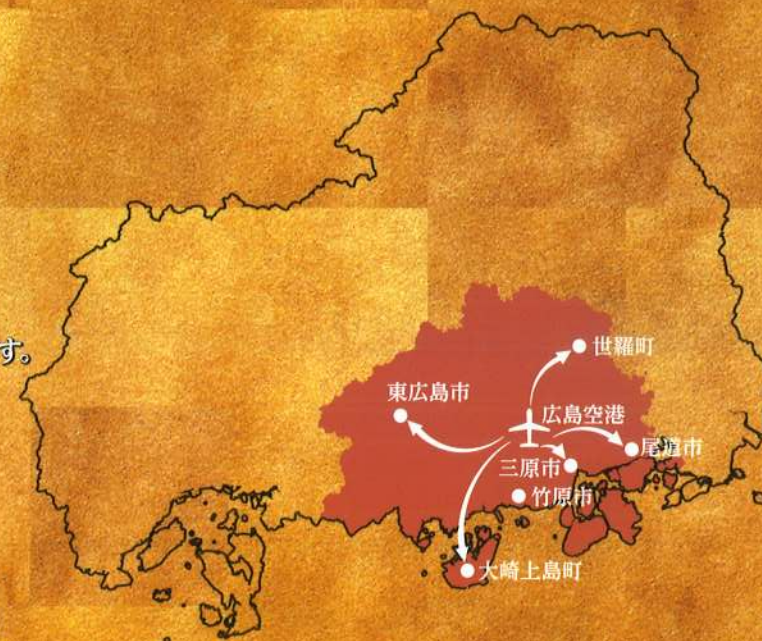 す。
世羅町
東広島市
広島空港
尾道市
三原市
竹原市
大崎上島町